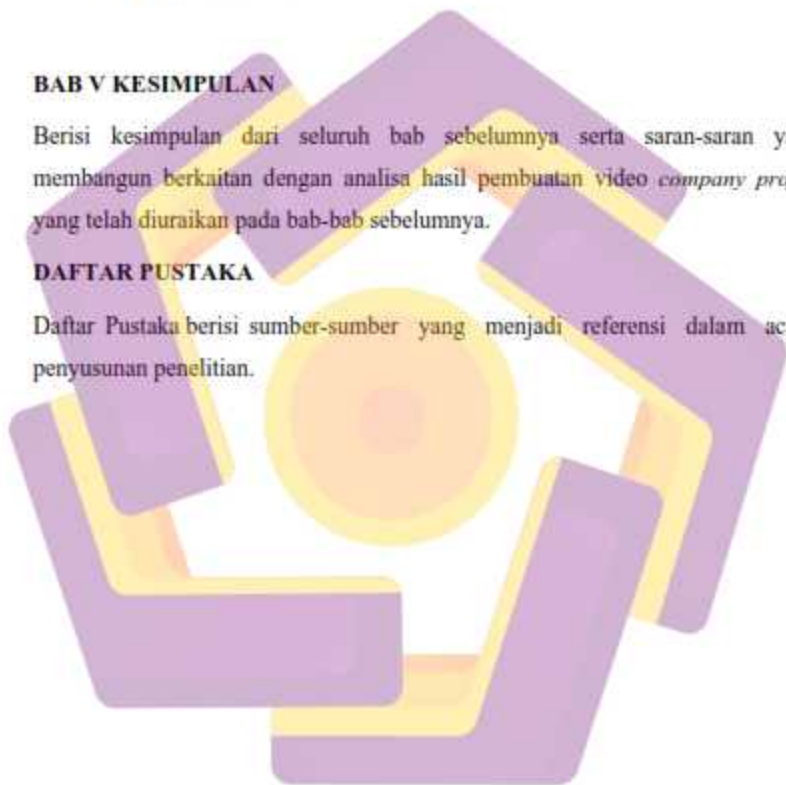 BAB V KESIMPULAN
Berisi kesimpulan dari seluruh bab sebelumnya serta saran-saran y
membangun berkaitan dengan analisa hasil pembuatan video company pro
yang telah diuraikan pada bab-bab sebelumnya.
DAFTAR PUSTAKA
Daftar Pustaka berisi sumber-sumber yang menjadi referensi dalam ac
penyusunan penelitian.